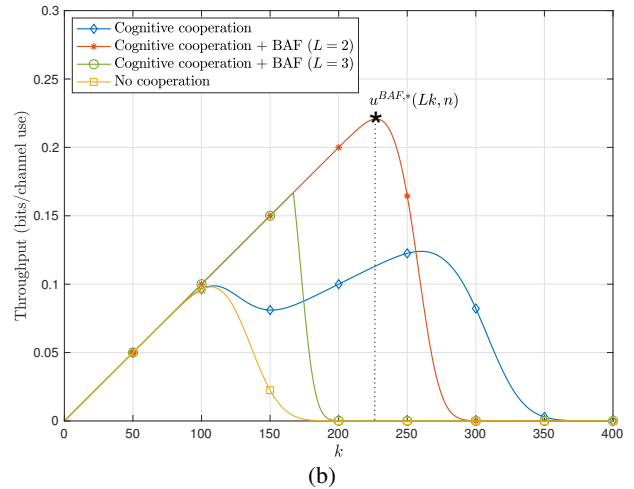 0.3
0.25
0.2
0.15
0.1
0.05
0
Throughput (bits/channel use)
Cognitive cooperation
Cognitive cooperation + BAF (L = 2)
Cognitive cooperation + BAF (L = 3)
No cooperation
u^{BAF,*}(Lk, n)
0 50 100 150 200 250 300 350 400
k
(b)